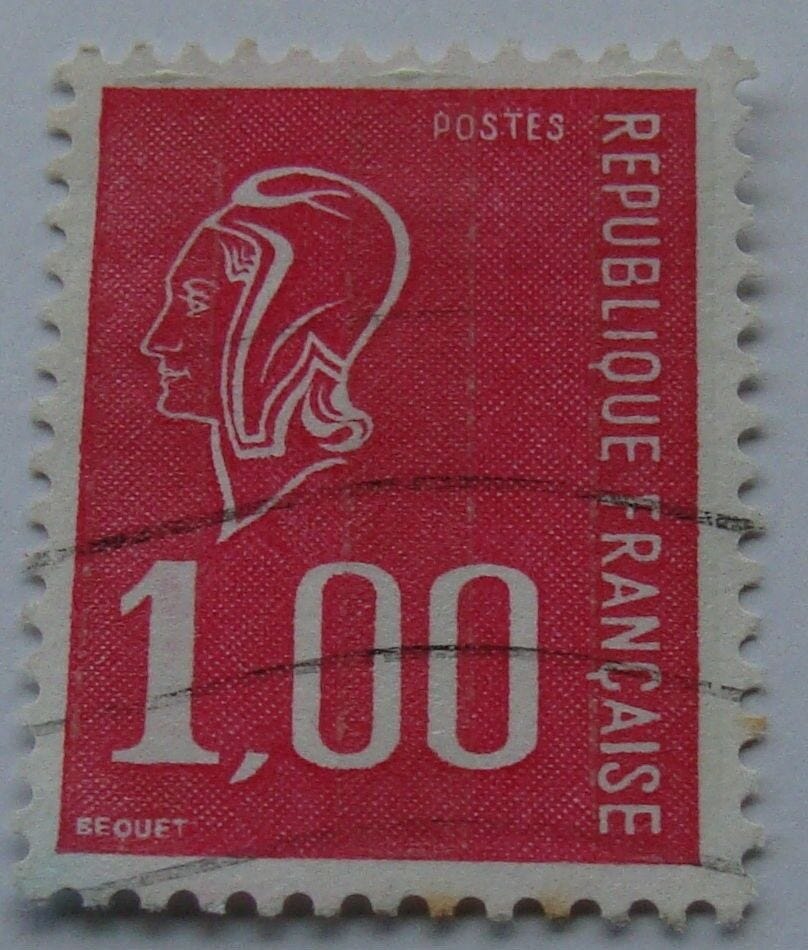 POSTES
REPUBLIQUE FRANÇAISE
1,00
BEQUET